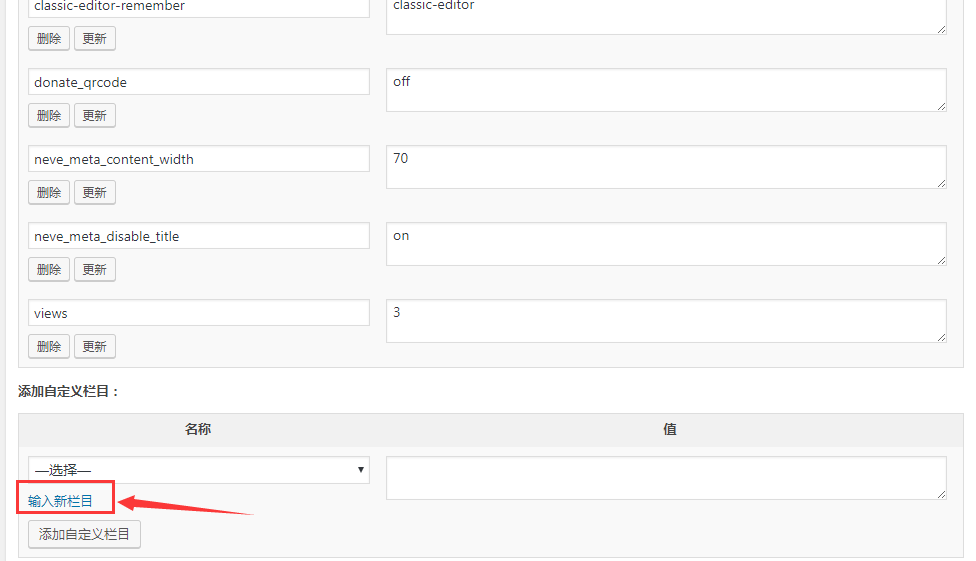 classic-editor-remember
classic-editor
删除 更新
donate_qrcode
off
删除 更新
neve_meta_content_width
70
删除 更新
neve_meta_disable_title
on
删除 更新
views
3
删除 更新
添加自定义栏目：
名称
值
—选择—
输入新栏目
添加自定义栏目